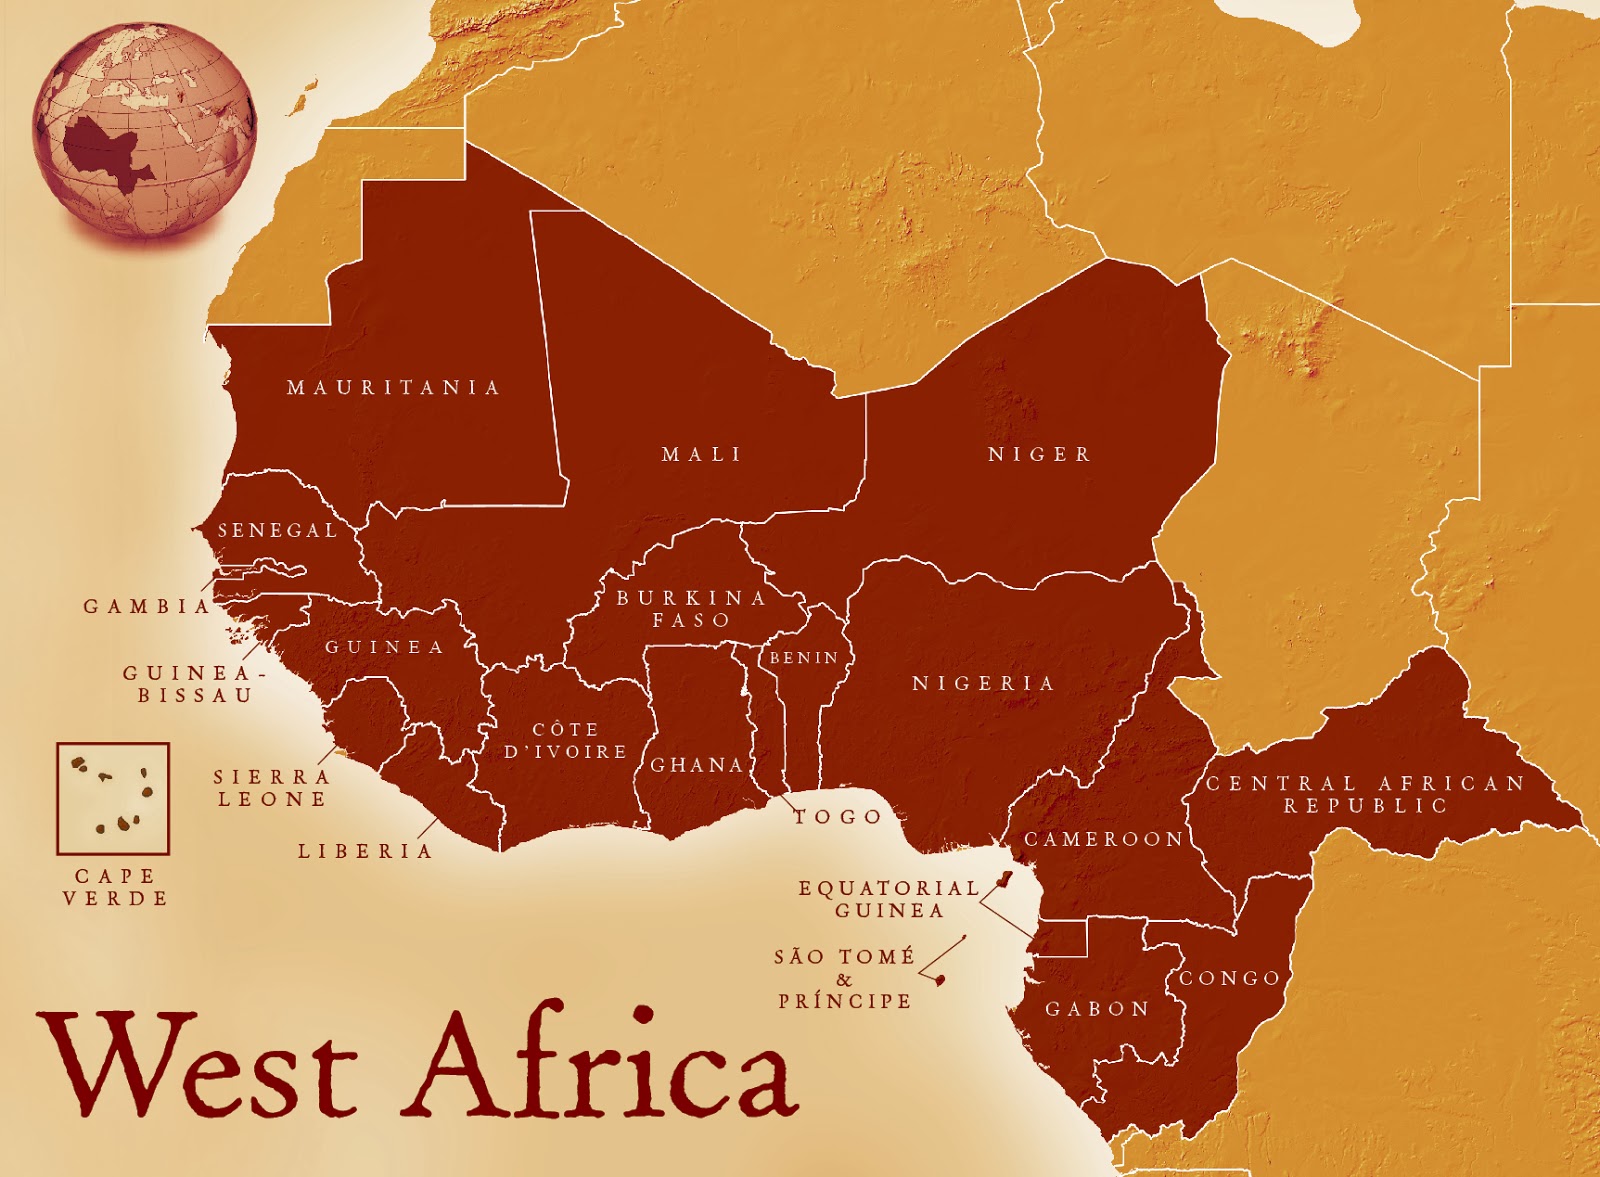 MAURITANIA
MALI
NIGER
SENEGAL
GAMBIA
BURKINA
FASO
GUINEA
BENIN
GUINEA-
BISSAU
NIGERIA
CÔTE
D'IVOIRE
GHANA
SIERRA
LEONE
CENTRAL AFRICAN
REPUBLIC
TOGO
LIBERIA
CAMEROON
CAPE
VERDE
EQUATORIAL
GUINEA
SÃO TOMÉ
&
PRÍNCIPE
CONGO
GABON
West Africa